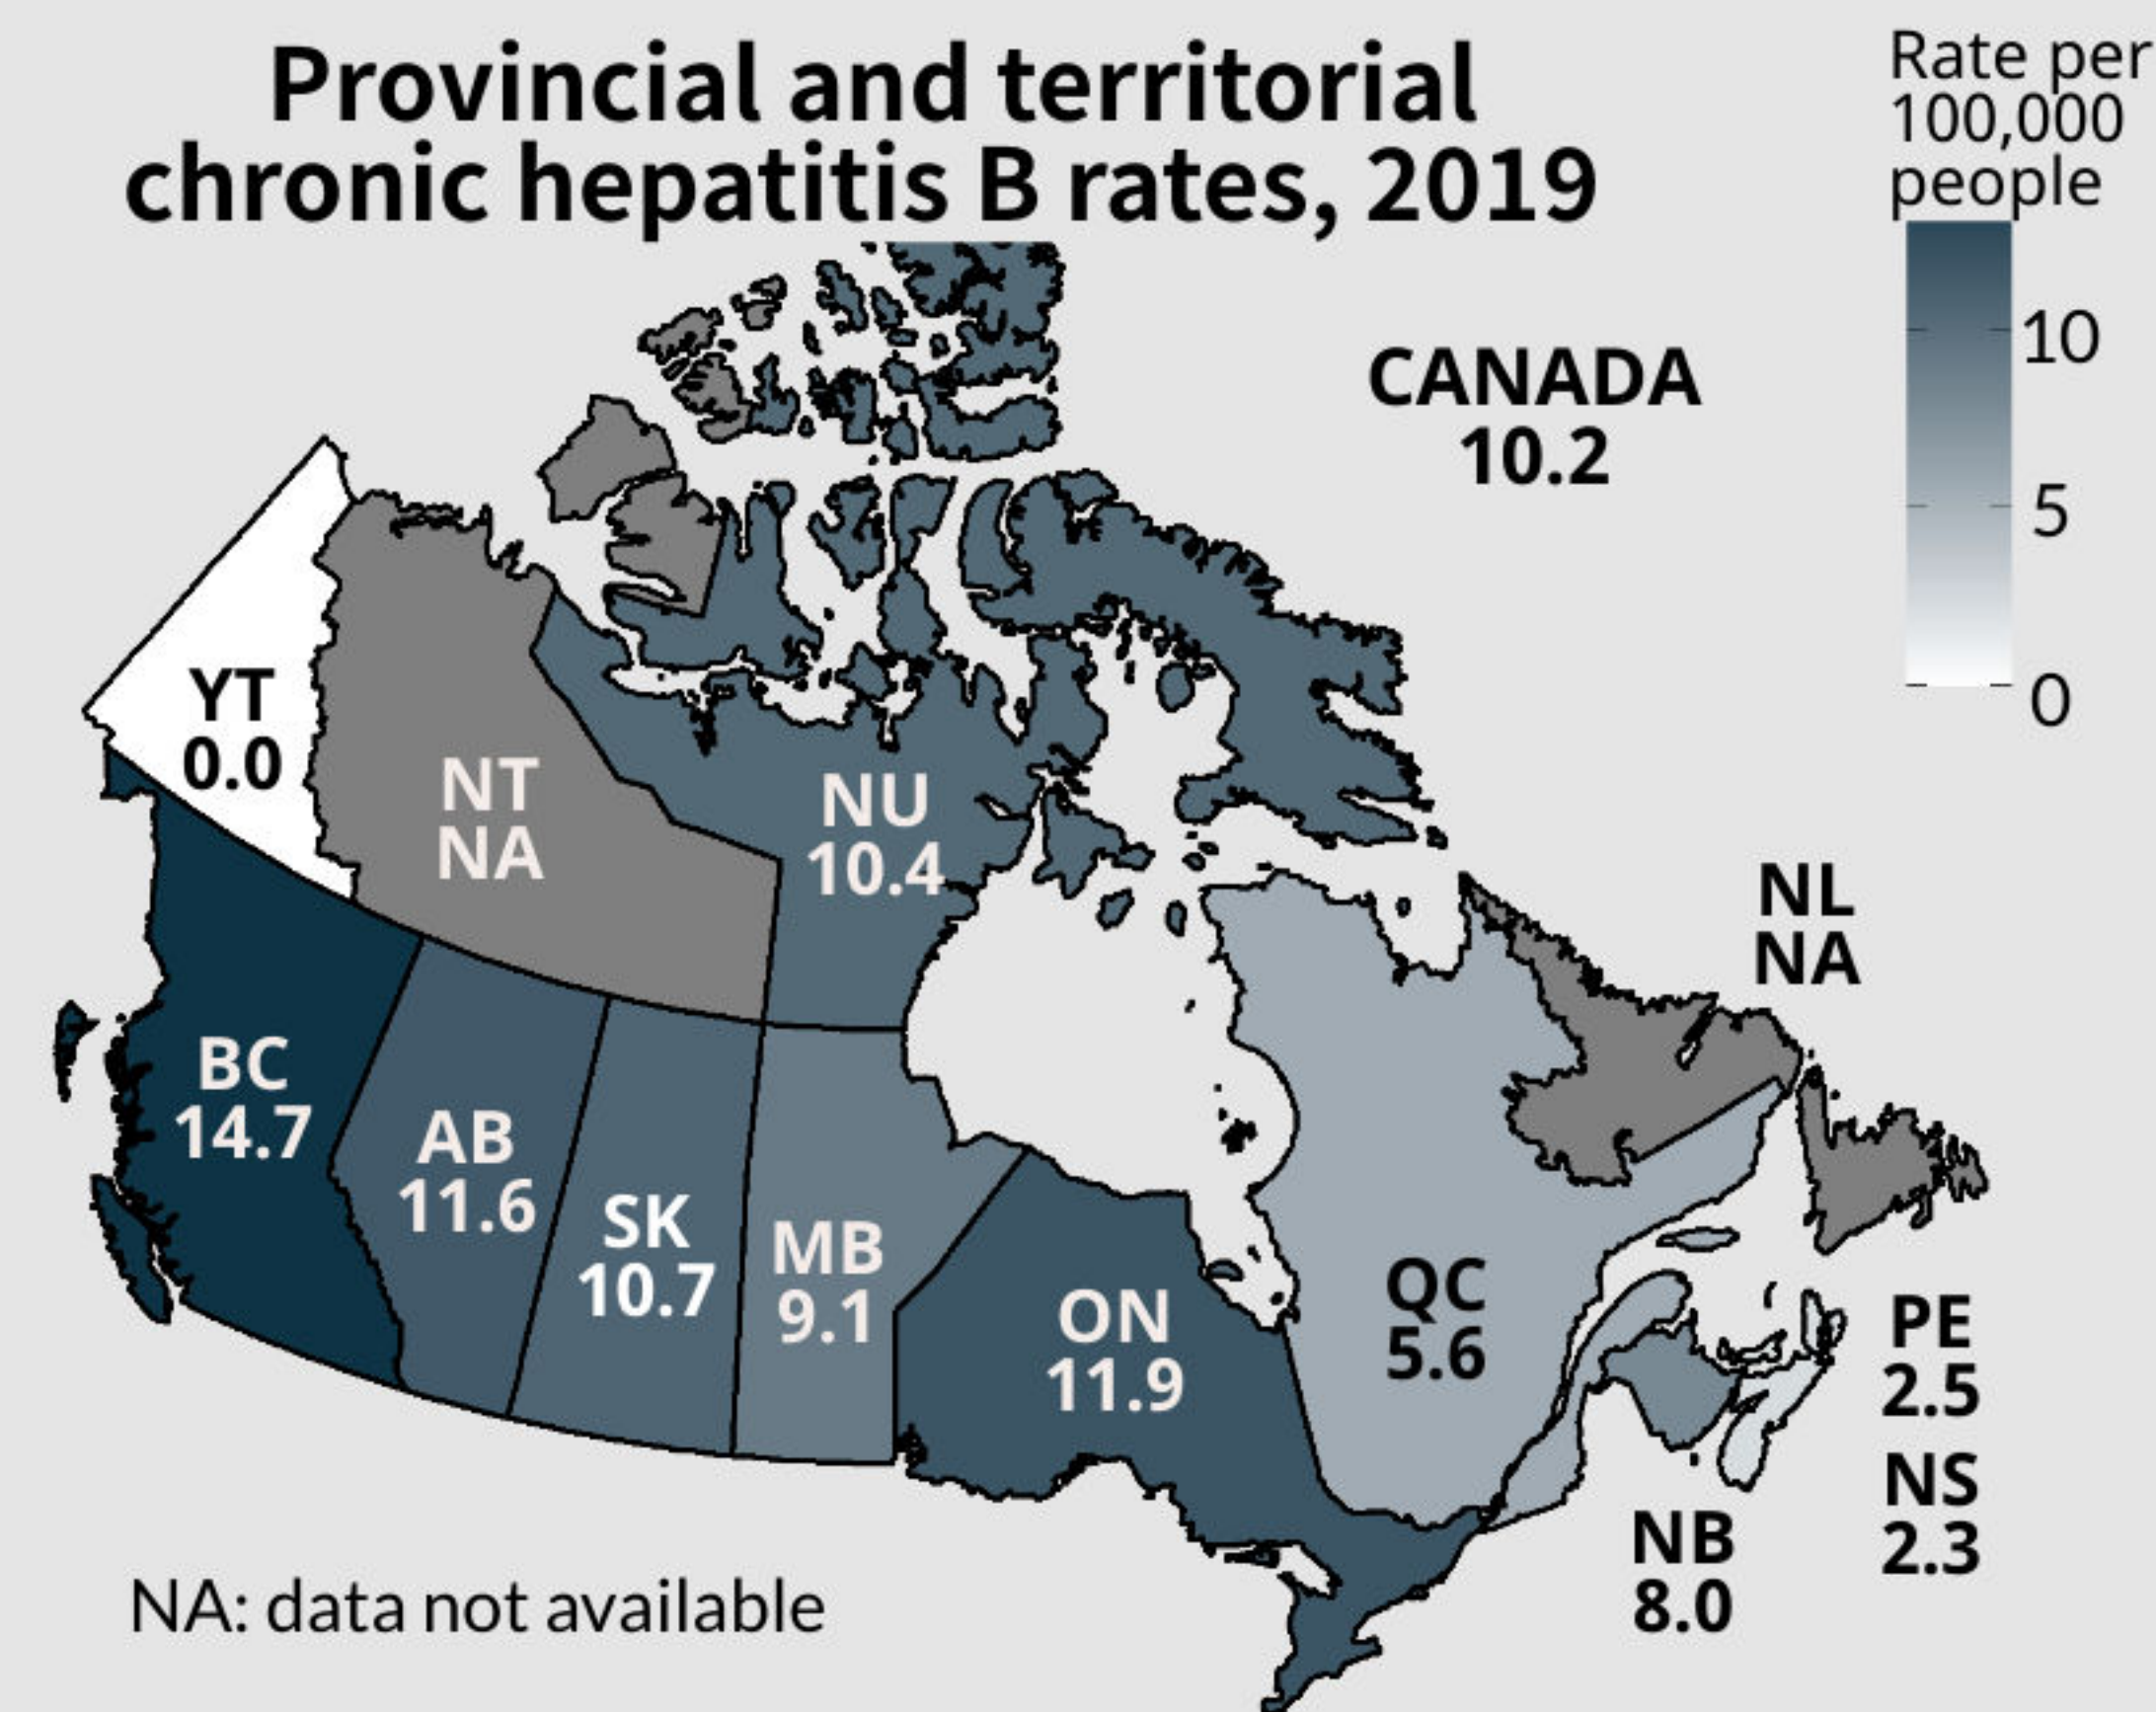 Provincial and territorial
chronic hepatitis B rates, 2019
Rate per
100,000
people
10
5
0
CANADA
10.2
YT
0.0
NT
NA
NU
10.4
NL
NA
BC
14.7
AB
11.6
SK
10.7
MB
9.1
ON
11.9
QC
5.6
PE
2.5
NS
2.3
NB
8.0
NA: data not available